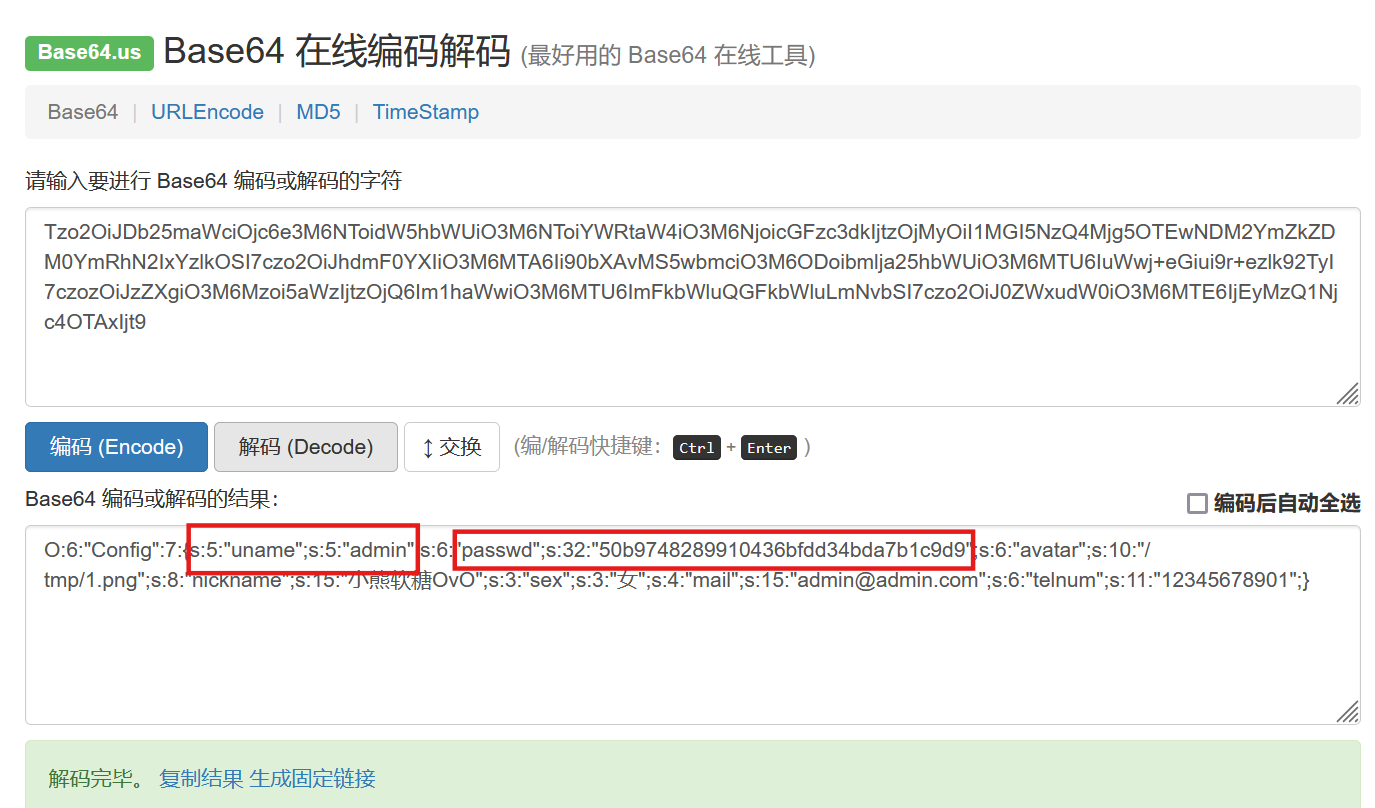 Base64.us Base64 在线编码解码 (最好用的 Base64 在线工具)
Base64 | URLEncode | MD5 | TimeStamp
请输入要进行 Base64 编码或解码的字符
Tzo2OiJDb25maWciOjc6e3M6NToidW5hbWUiO3M6NToiYWRtaW4iO3M6NjoicGFzc3dkIjtzOjMyOiI1MGI5NzQ4Mjg5OTEwNDM2YmZkZD
M0YmRhN2IxYzlkOSI7czo2OiJhdmF0YXIiO3M6MTA6Ii90bXAvMS5wbmciO3M6ODoibmlja25hbWUiO3M6MTU6IuWwj+eGiui9r+ezlk92TyI
7czozOiJzZXgiO3M6Mzoi5aWzIjtzOjQ6Im1haWwiO3M6MTU6ImFkbWluQGFkbWluLmNvbSI7czo2OiJ0ZWxudW0iO3M6MTE6IjEyMzQ1Nj
c4OTAxIjt9
编码 (Encode) 解码 (Decode) ↕ 交换 (编/解码快捷键： Ctrl + Enter )
Base64 编码或解码的结果： 编码后自动全选
O:6:"Config":7:{s:5:"uname";s:5:"admin";s:6:"passwd";s:32:"50b9748289910436bfdd34bda7b1c9d9";s:6:"avatar";s:10:"/
tmp/1.png";s:8:"nickname";s:15:"小熊软糖OvO";s:3:"sex";s:3:"女";s:4:"mail";s:15:"admin@admin.com";s:6:"telnum";s:11:"12345678901";}
解码完毕。 复制结果 生成固定链接